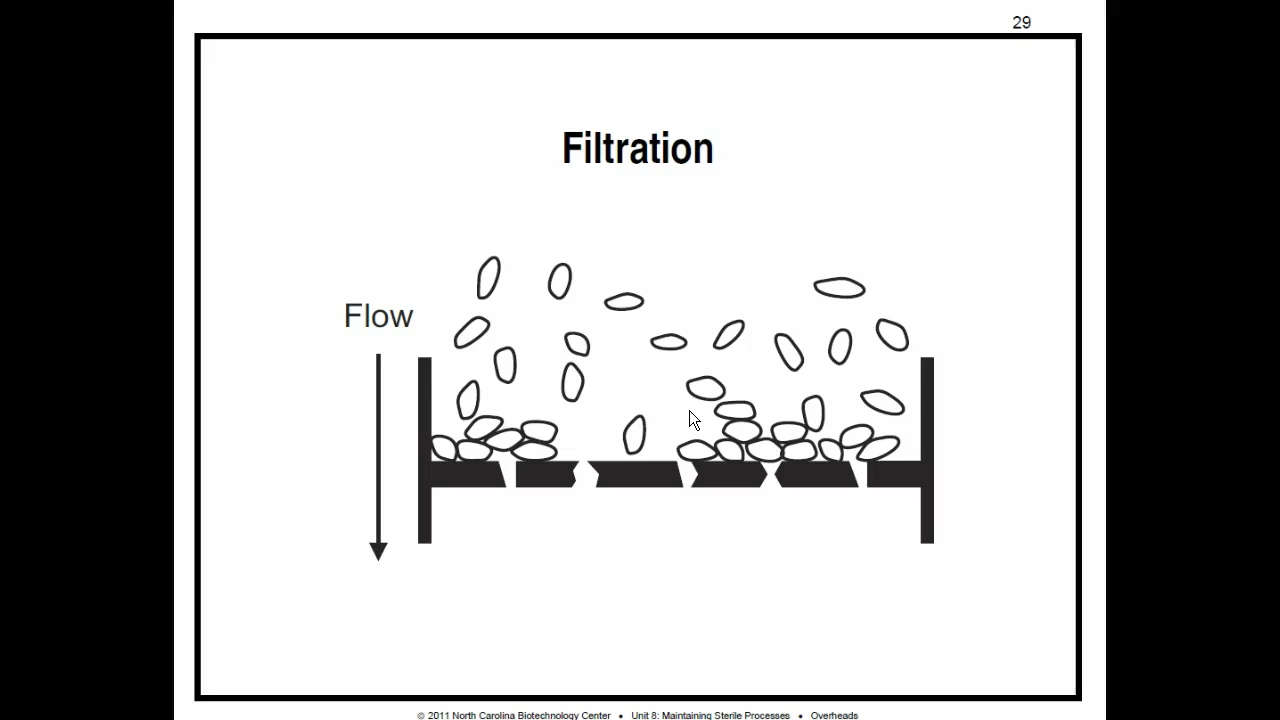 29
Filtration
Flow
© 2011 North Carolina Biotechnology Center • Unit 8: Maintaining Sterile Processes • Overheads